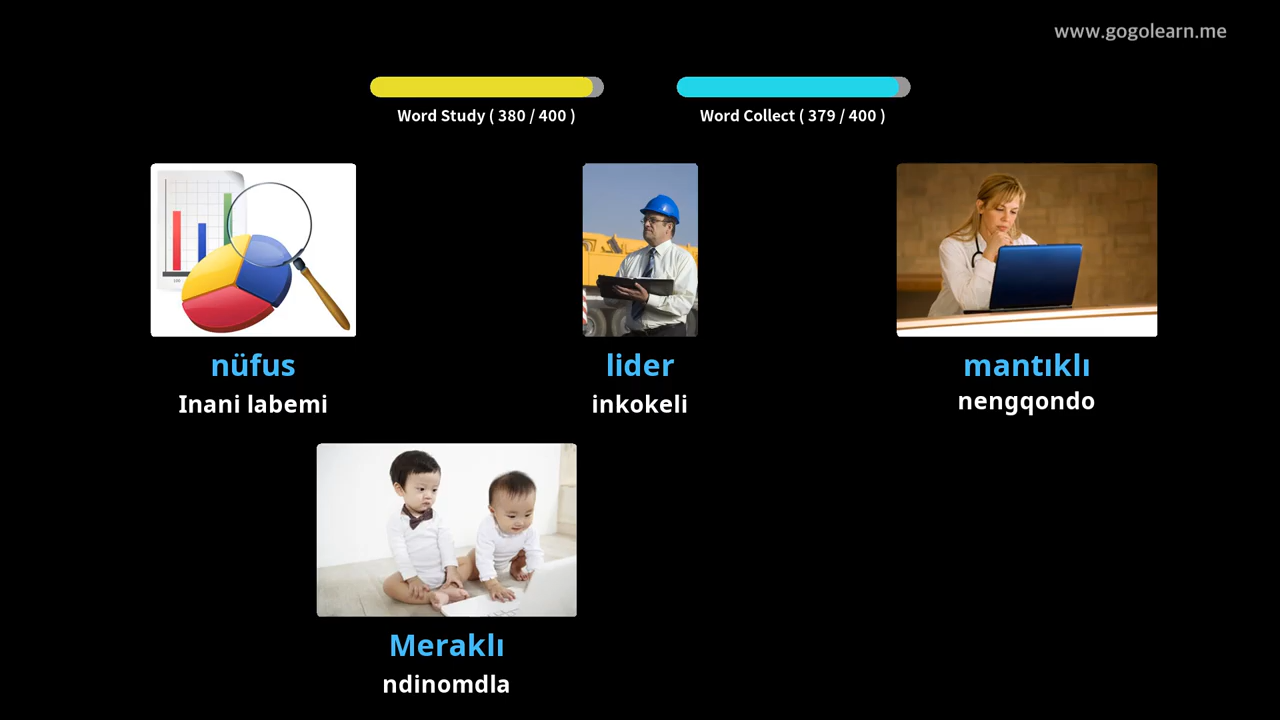 www.gogolearn.me
Word Study ( 380 / 400 )
Word Collect ( 379 / 400 )
nüfus
Inani labemi
lider
inkokeli
mantıklı
nengqondo
Meraklı
ndinomdla